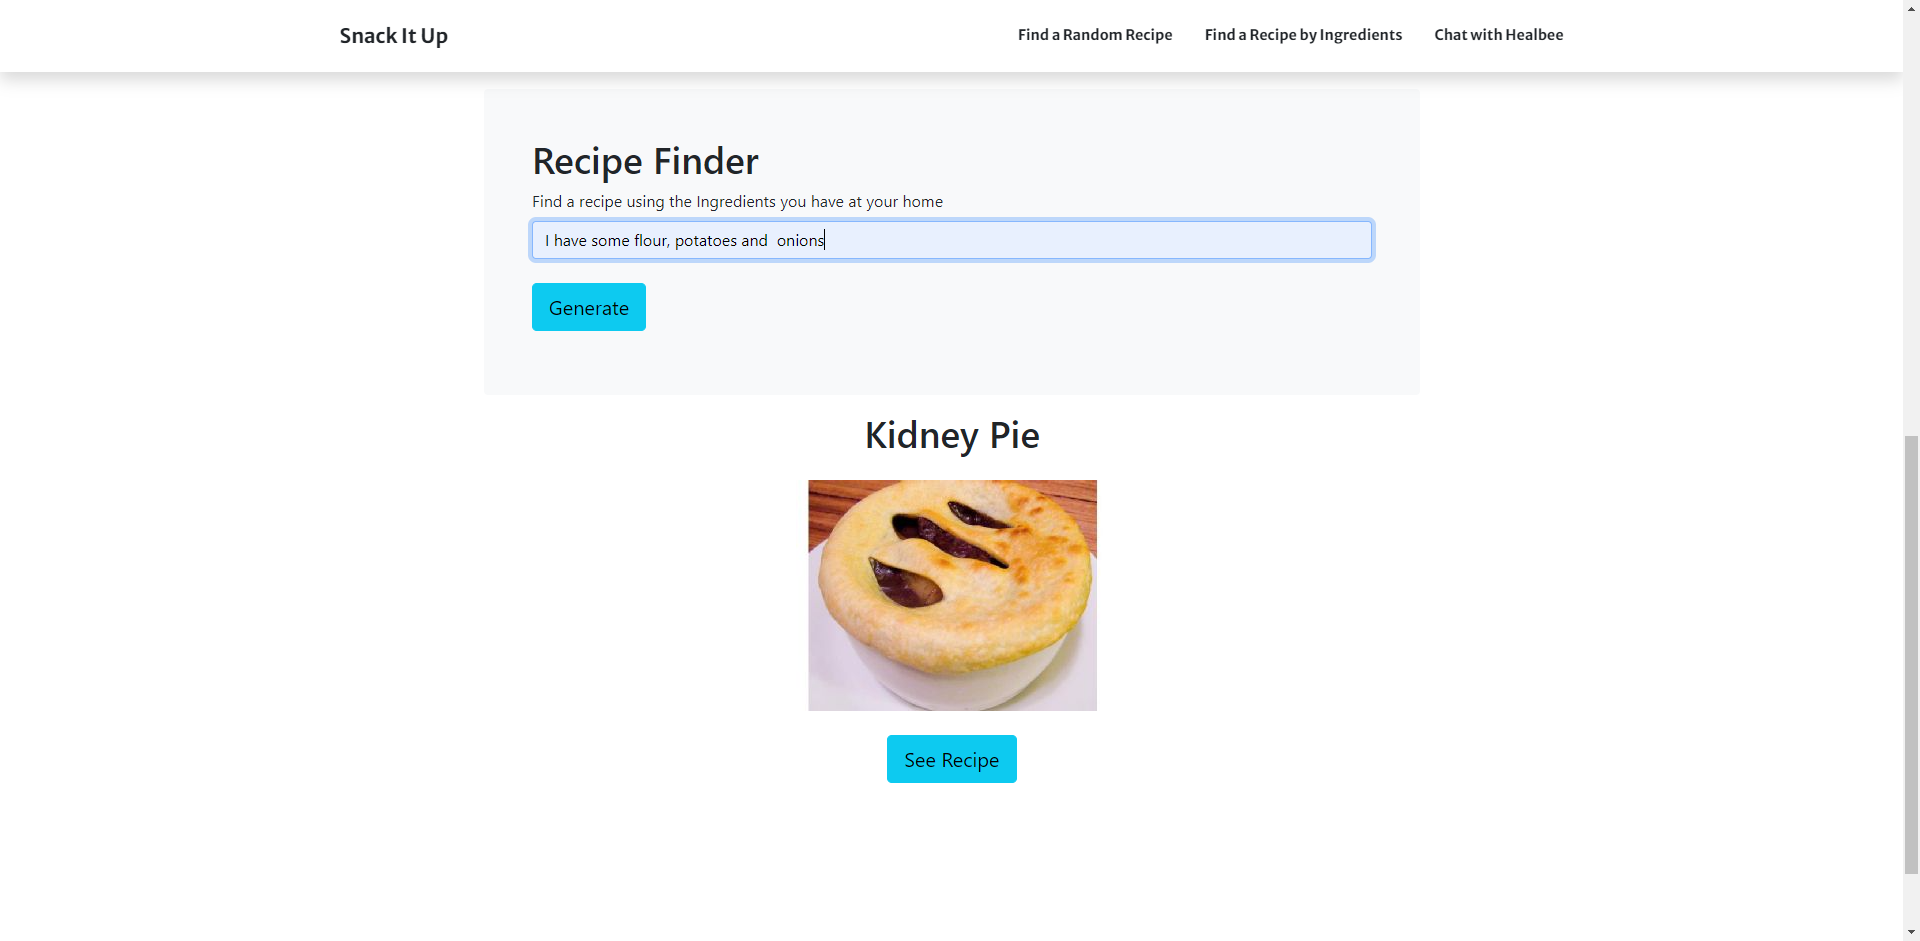 Snack It Up
Find a Random Recipe
Find a Recipe by Ingredients
Chat with Healbee
Recipe Finder
Find a recipe using the Ingredients you have at your home
I have some flour, potatoes and  onions
Generate
Kidney Pie
See Recipe